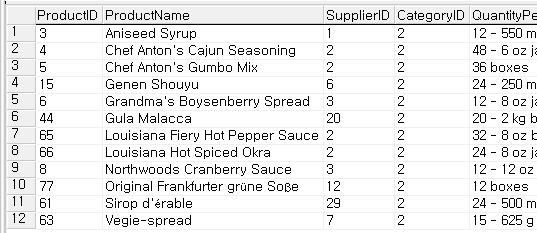 ProductID ProductName SupplierID CategoryID QuantityPe
1 3 Aniseed Syrup 1 2 12 - 550 m
2 4 Chef Anton's Cajun Seasoning 2 2 48 - 6 oz ja
3 5 Chef Anton's Gumbo Mix 2 2 36 boxes
4 15 Genen Shouyu 6 2 24 - 250 m
5 6 Grandma's Boysenberry Spread 3 2 12 - 8 oz ja
6 44 Gula Malacca 20 2 20 - 2 kg b
7 65 Louisiana Fiery Hot Pepper Sauce 2 2 32 - 8 oz b
8 66 Louisiana Hot Spiced Okra 2 2 24 - 8 oz ja
9 8 Northwoods Cranberry Sauce 3 2 12 - 12 oz
10 77 Original Frankfurter grüne Soße 12 2 12 boxes
11 61 Sirop d'érable 29 2 24 - 500 m
12 63 Vegie-spread 7 2 15 - 625 g